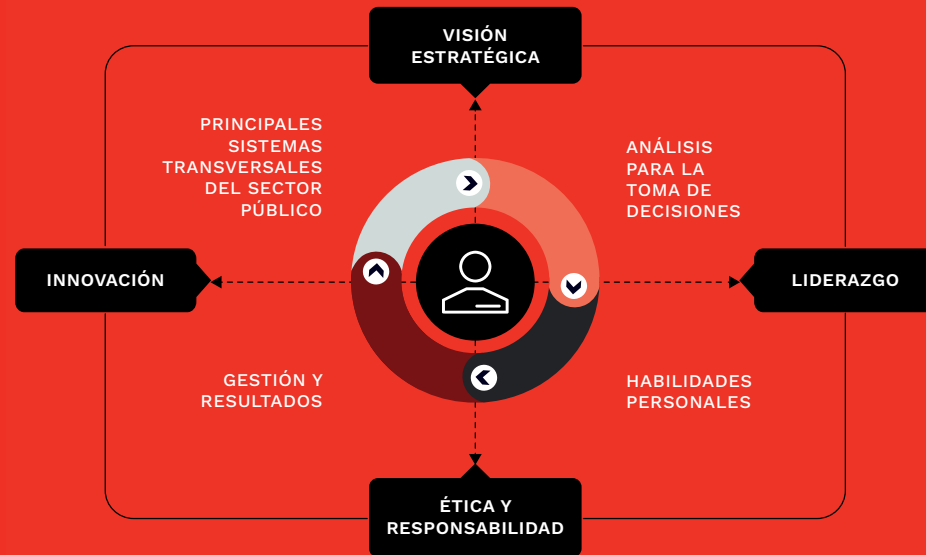 VISIÓN
ESTRATÉGICA
PRINCIPALES
SISTEMAS
TRANSVERSALES
DEL SECTOR
PÚBLICO
ANÁLISIS
PARA LA
TOMA DE
DECISIONES
INNOVACIÓN
LIDERAZGO
GESTIÓN Y
RESULTADOS
HABILIDADES
PERSONALES
ÉTICA Y
RESPONSABILIDAD